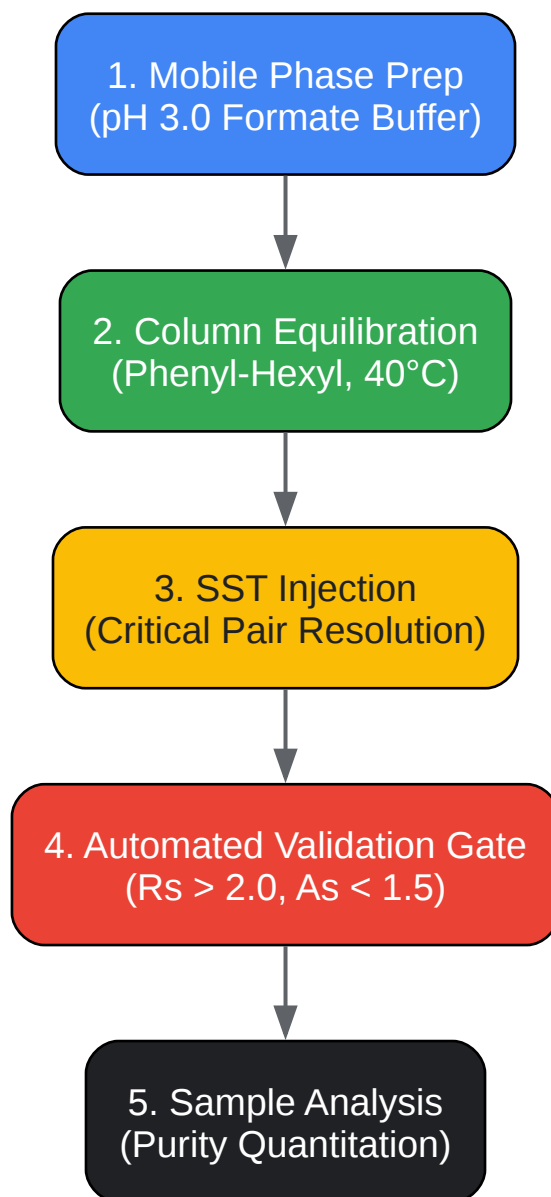 1. Mobile Phase Prep
(pH 3.0 Formate Buffer)
2. Column Equilibration
(Phenyl-Hexyl, 40°C)
3. SST Injection
(Critical Pair Resolution)
4. Automated Validation Gate
(Rs > 2.0, As < 1.5)
5. Sample Analysis
(Purity Quantitation)